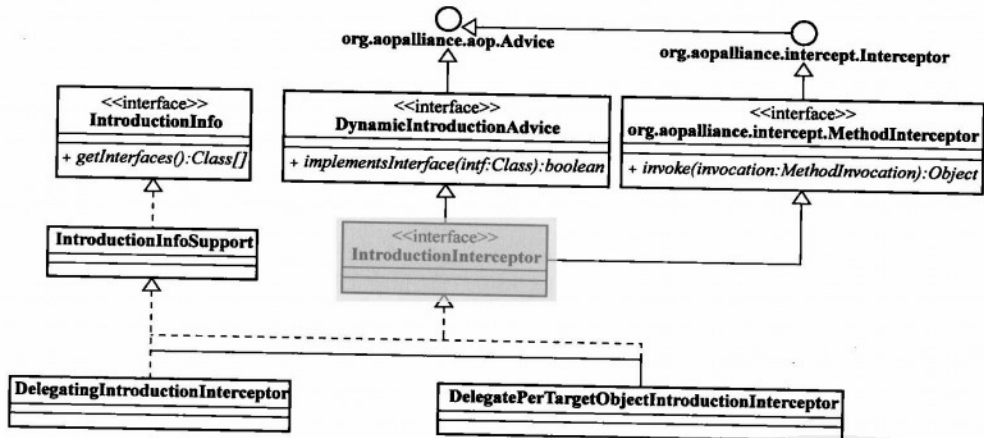 org.aopalliance.aop.Advice
org.aopalliance.intercept.Interceptor
<<interface>>
IntroductionInfo
+ getInterfaces():Class[]
<<interface>>
DynamicIntroductionAdvice
+ implementsInterface(intf:Class):boolean
<<interface>>
org.aopalliance.intercept.MethodInterceptor
+ invoke(invocation:MethodInvocation):Object
IntroductionInfoSupport
<<interface>>
IntroductionInterceptor
DelegatingIntroductionInterceptor
DelegatePerTargetObjectIntroductionInterceptor